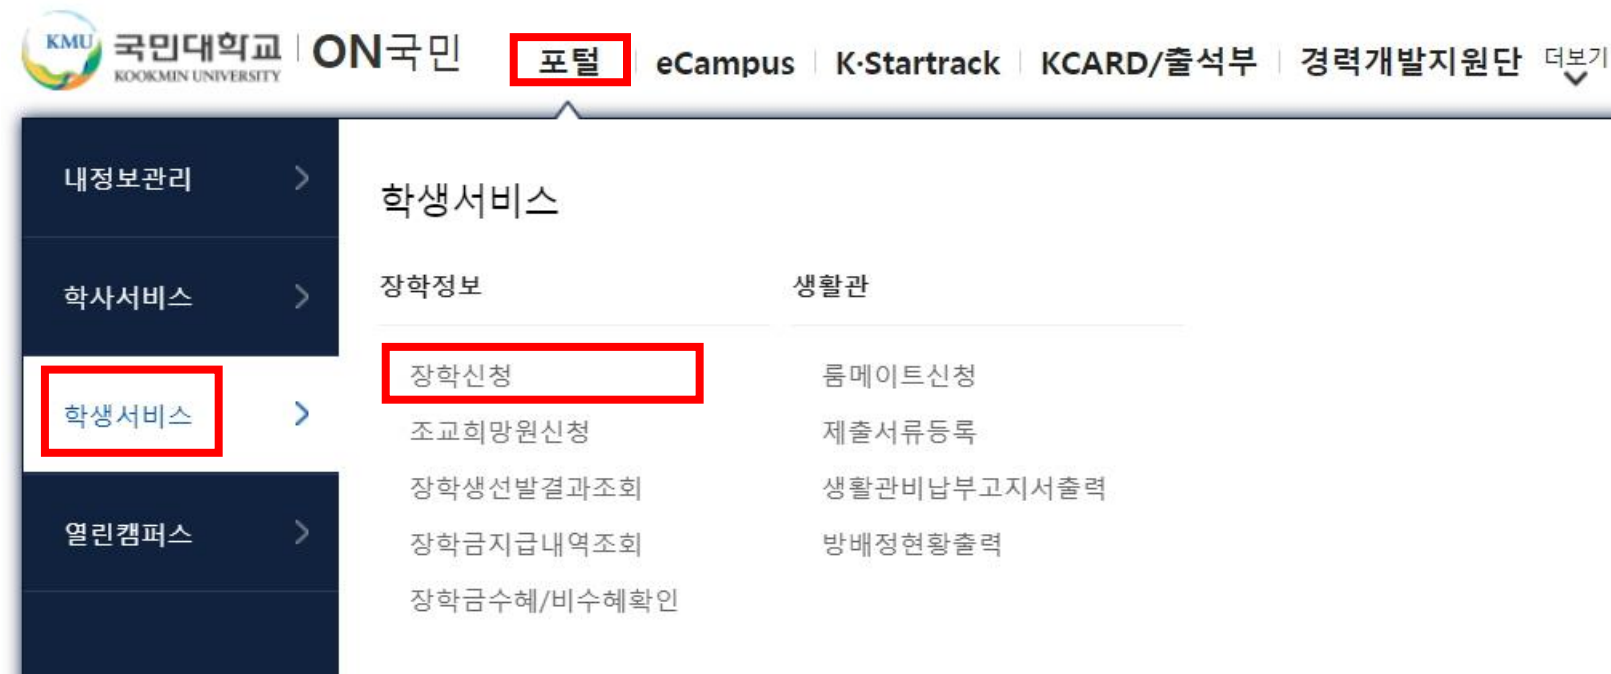 KMU 국민대학교 ON국민 포털 eCampus K·Startrack KCARD/출석부 경력개발지원단 더보기
KOOKMIN UNIVERSITY
내정보관리
학사서비스
학생서비스
열린캠퍼스
학생서비스
장학정보
장학신청
조교희망원신청
장학생선발결과조회
장학금지급내역조회
장학금수혜/비수혜확인
생활관
룸메이트신청
제출서류등록
생활관비납부고지서출력
방배정현황출력